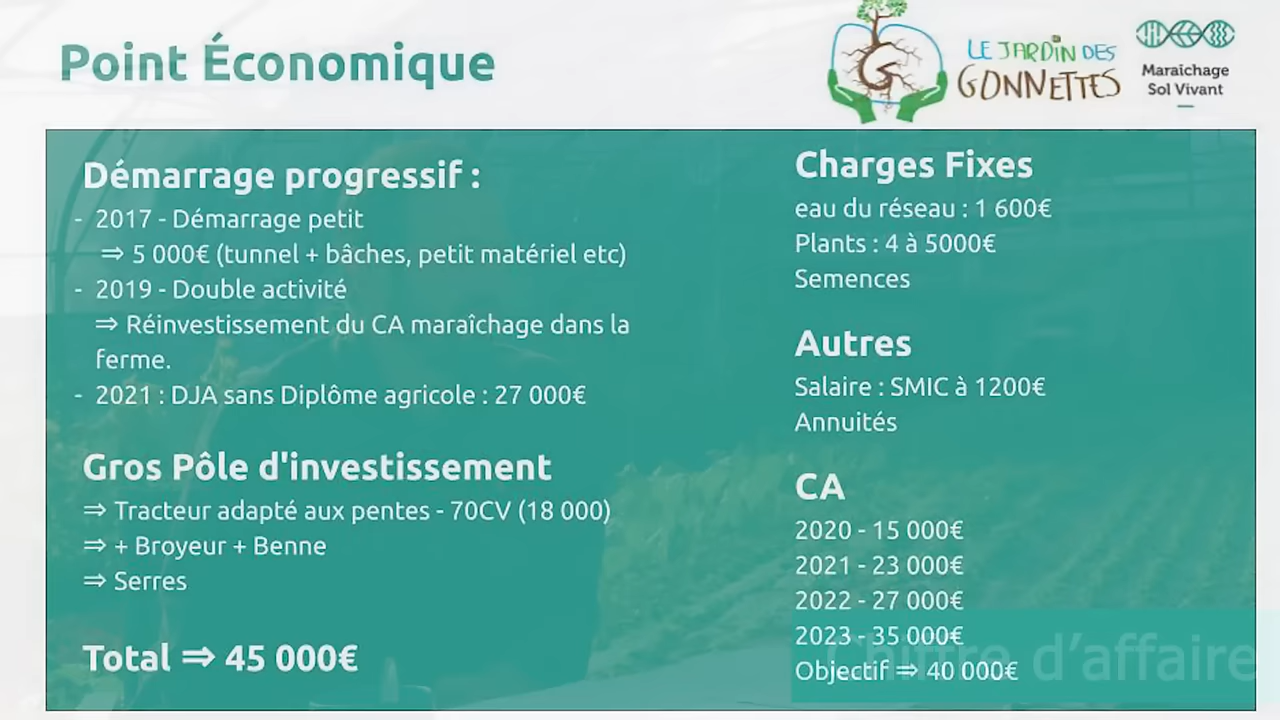 Point Économique
LE JARDIN DES
GONNETTES
Maraîchage
Sol Vivant
Démarrage progressif :
- 2017 - Démarrage petit
⇒ 5 000€ (tunnel + bâches, petit matériel etc)
- 2019 - Double activité
⇒ Réinvestissement du CA maraîchage dans la
ferme.
- 2021 : DJA sans Diplôme agricole : 27 000€
Gros Pôle d'investissement
⇒ Tracteur adapté aux pentes - 70CV (18 000)
⇒ + Broyeur + Benne
⇒ Serres
Total ⇒ 45 000€
Charges Fixes
eau du réseau : 1 600€
Plants : 4 à 5000€
Semences
Autres
Salaire : SMIC à 1200€
Annuités
CA
2020 - 15 000€
2021 - 23 000€
2022 - 27 000€
2023 - 35 000€
Objectif ⇒ 40 000€
Chiffre d’affaire